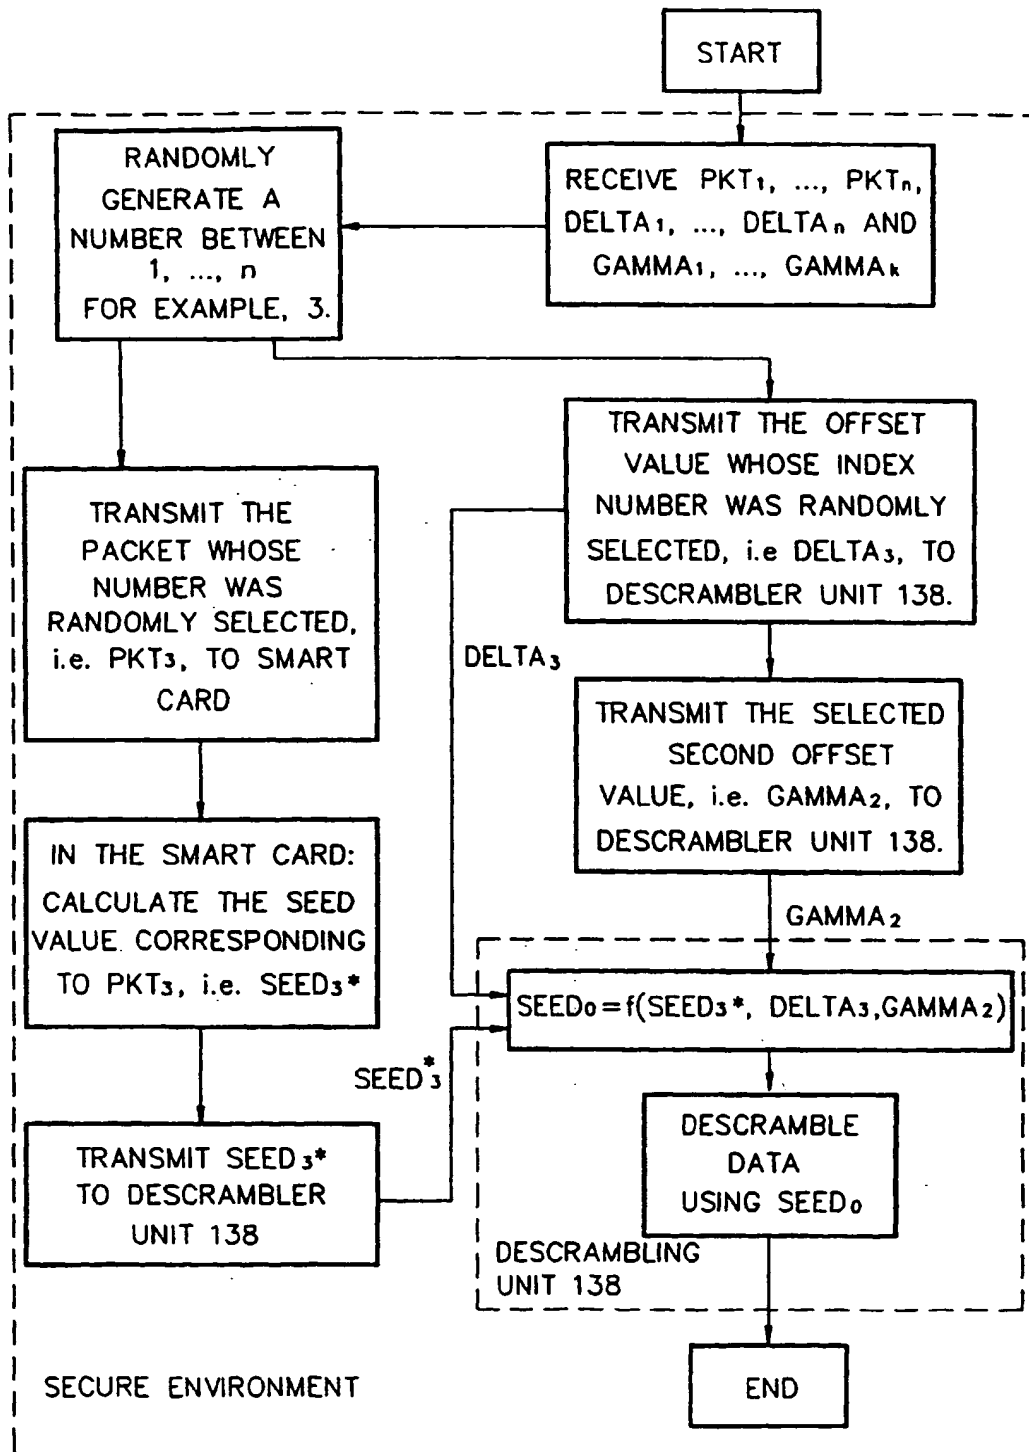 START
RANDOMLY
GENERATE A
NUMBER BETWEEN
1, ..., n
FOR EXAMPLE, 3.
RECEIVE PKT₁, ..., PKTₙ,
DELTA₁, ..., DELTAₙ AND
GAMMA₁, ..., GAMMAₖ
TRANSMIT THE OFFSET
VALUE WHOSE INDEX
NUMBER WAS RANDOMLY
SELECTED, i.e DELTA₃, TO
DESCRAMBLER UNIT 138.
TRANSMIT THE
PACKET WHOSE
NUMBER WAS
RANDOMLY SELECTED,
i.e. PKT₃, TO SMART
CARD
DELTA₃
TRANSMIT THE SELECTED
SECOND OFFSET
VALUE, i.e. GAMMA₂, TO
DESCRAMBLER UNIT 138.
IN THE SMART CARD:
CALCULATE THE SEED
VALUE CORRESPONDING
TO PKT₃, i.e. SEED₃*
GAMMA₂
SEED₀=f(SEED₃*, DELTA₃,GAMMA₂)
SEED₃*
DESCRAMBLE
DATA
USING SEED₀
TRANSMIT SEED₃*
TO DESCRAMBLER
UNIT 138
DESCRAMBLING
UNIT 138
SECURE ENVIRONMENT
END